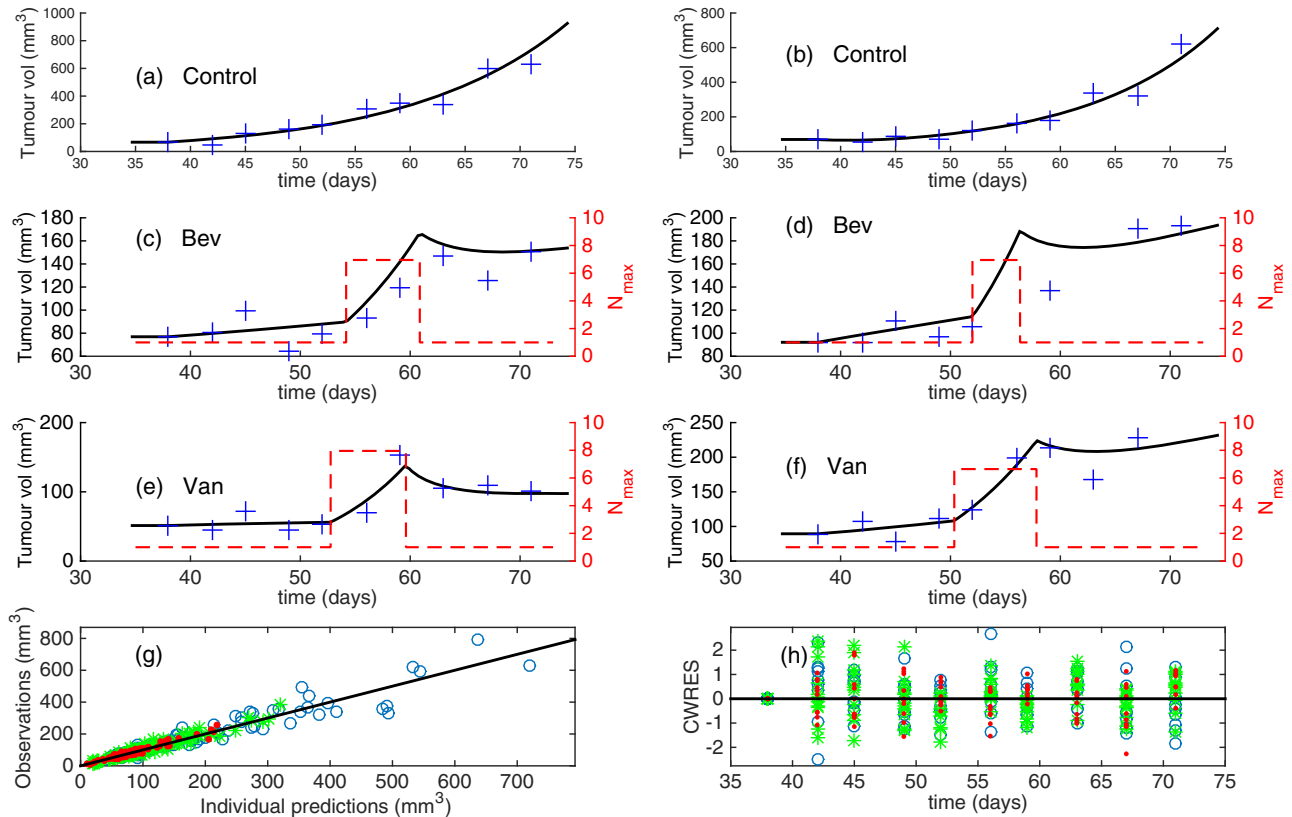 Tumour vol (mm³)
1000
800
600
400
200
0
(a) Control
30 35 40 45 50 55 60 65 70 75
time (days)
Tumour vol (mm³)
800
600
400
200
0
(b) Control
30 35 40 45 50 55 60 65 70 75
time (days)
Tumour vol (mm³)
180
160
140
120
100
80
60
(c) Bev
10
8
6
4
2
0
N_max
30 40 50 60 70
time (days)
Tumour vol (mm³)
200
180
160
140
120
100
80
(d) Bev
10
8
6
4
2
0
N_max
30 40 50 60 70
time (days)
Tumour vol (mm³)
200
100
0
(e) Van
10
8
6
4
2
0
N_max
30 40 50 60 70
time (days)
Tumour vol (mm³)
250
200
150
100
50
(f) Van
10
8
6
4
2
0
N_max
30 40 50 60 70
time (days)
Observations (mm³)
800
600
400
200
0
(g)
0 100 200 300 400 500 600 700
Individual predictions (mm³)
CWRES
2
1
0
-1
-2
(h)
35 40 45 50 55 60 65 70 75
time (days)